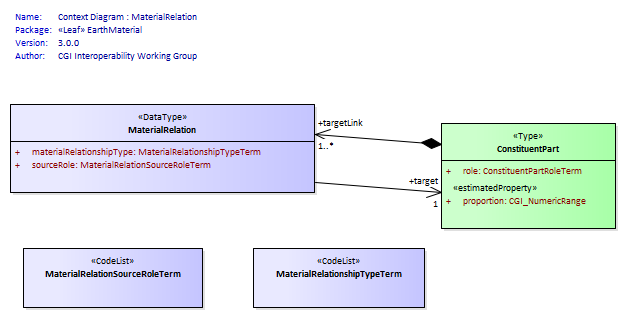 Name: Context Diagram : MaterialRelation
Package: «Leaf» EarthMaterial
Version: 3.0.0
Author: CGI Interoperability Working Group
«DataType»
MaterialRelation
+ materialRelationshipType: MaterialRelationshipTypeTerm
+ sourceRole: MaterialRelationSourceRoleTerm
+targetLink
1..*
+target
1
«Type»
ConstituentPart
+ role: ConstituentPartRoleTerm
«estimatedProperty»
+ proportion: CGI_NumericRange
«CodeList»
MaterialRelationSourceRoleTerm
«CodeList»
MaterialRelationshipTypeTerm